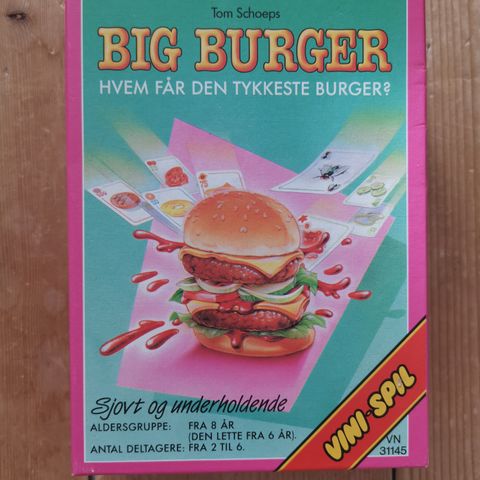 Tom Schoeps
BIG BURGER
HVEM FÅR DEN TYKKESTE BURGER?
Sjovt og underholdende
ALDERSGRUPPE: FRA 8 ÅR
(DEN LETTE FRA 6 ÅR).
ANTAL DELTAGERE: FRA 2 TIL 6.
VINI-SPIL
VN
31145